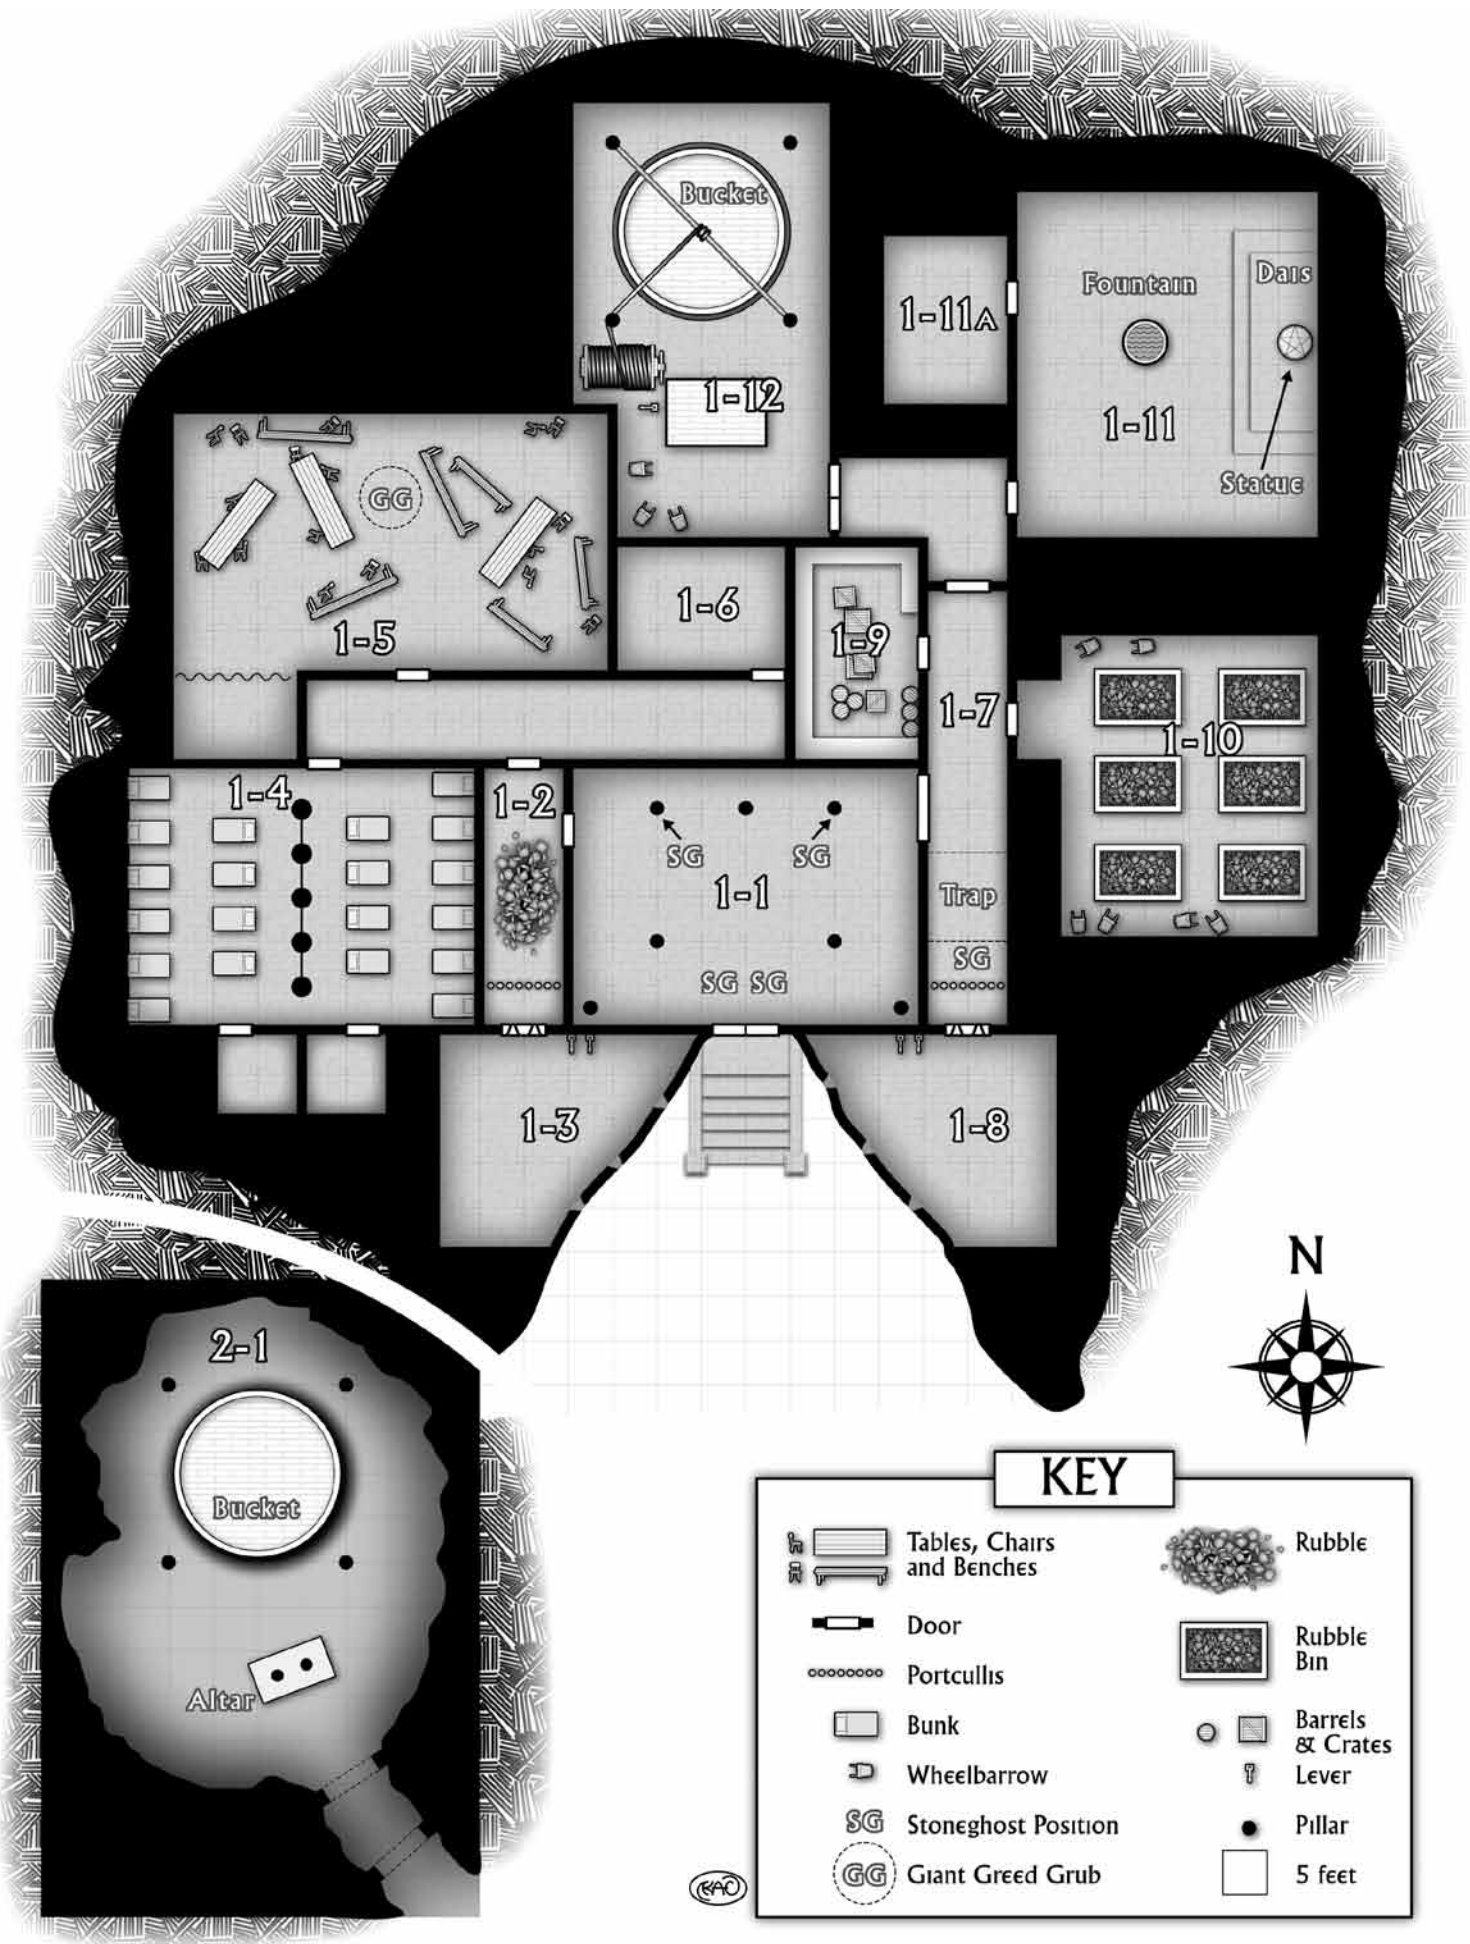 Bucket
Dais
Fountain
1-11A
1-12
1-11
Statue
GG
1-6
1-5
1-9
1-7
1-10
1-4
1-2
SG
SG
1-1
Trap
SG
SG SG
1-3
1-8
N
2-1
Bucket
Altar
KEY
Tables, Chairs
and Benches
Door
Portcullis
Bunk
Wheelbarrow
SG
Stoneghost Position
GG
Giant Greed Grub
Rubble
Rubble
Bin
Barrels
& Crates
Lever
Pillar
5 feet
KAC